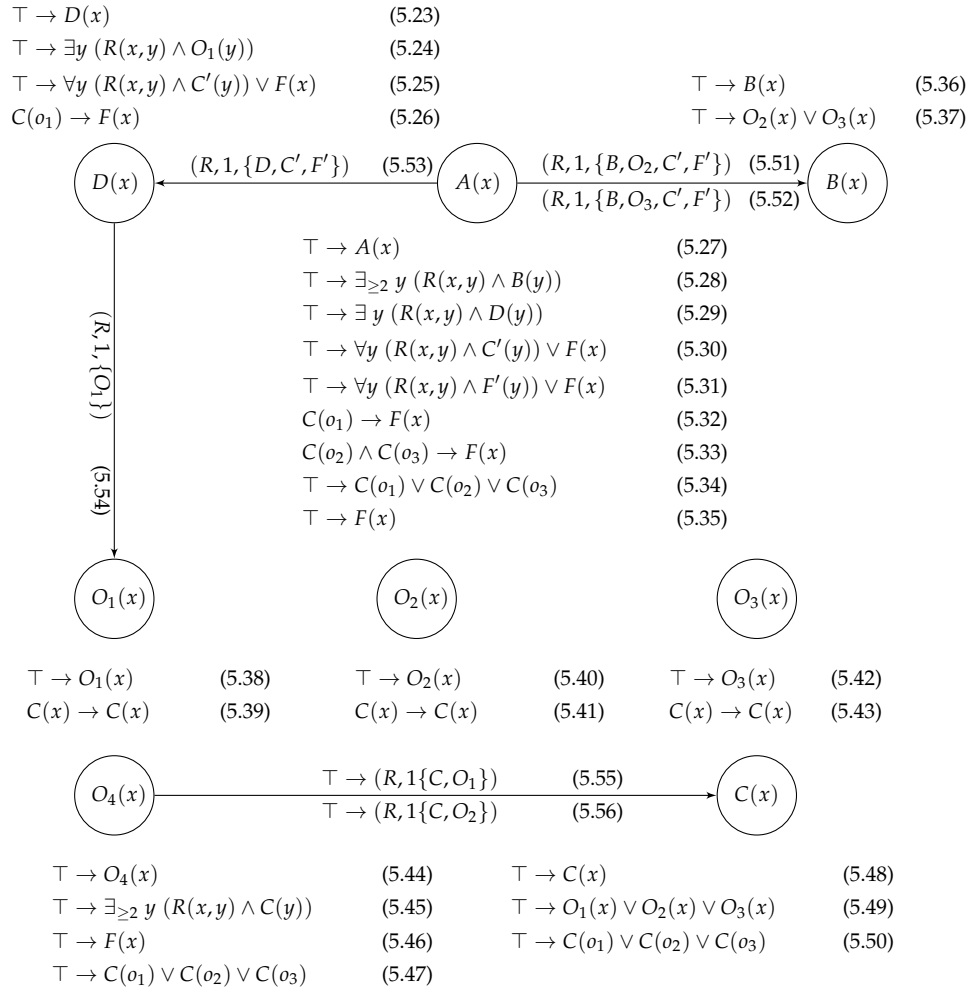 ⊤ → D(x) (5.23)
⊤ → ∃y (R(x,y) ∧ O₁(y)) (5.24)
⊤ → ∀y (R(x,y) ∧ C′(y)) ∨ F(x) (5.25)
C(o₁) → F(x) (5.26)
⊤ → B(x) (5.36)
⊤ → O₂(x) ∨ O₃(x) (5.37)
D(x)
(R, 1, {D, C′, F′}) (5.53)
A(x)
(R, 1, {B, O₂, C′, F′}) (5.51)
(R, 1, {B, O₃, C′, F′}) (5.52)
B(x)
(R, 1, {O₁}) (5.54)
⊤ → A(x) (5.27)
⊤ → ∃≥2 y (R(x,y) ∧ B(y)) (5.28)
⊤ → ∃ y (R(x,y) ∧ D(y)) (5.29)
⊤ → ∀y (R(x,y) ∧ C′(y)) ∨ F(x) (5.30)
⊤ → ∀y (R(x,y) ∧ F′(y)) ∨ F(x) (5.31)
C(o₁) → F(x) (5.32)
C(o₂) ∧ C(o₃) → F(x) (5.33)
⊤ → C(o₁) ∨ C(o₂) ∨ C(o₃) (5.34)
⊤ → F(x) (5.35)
O₁(x)
O₂(x)
O₃(x)
⊤ → O₁(x) (5.38)
C(x) → C(x) (5.39)
⊤ → O₂(x) (5.40)
C(x) → C(x) (5.41)
⊤ → O₃(x) (5.42)
C(x) → C(x) (5.43)
O₄(x)
⊤ → (R, 1{C, O₁}) (5.55)
⊤ → (R, 1{C, O₂}) (5.56)
C(x)
⊤ → O₄(x) (5.44)
⊤ → ∃≥2 y (R(x,y) ∧ C(y)) (5.45)
⊤ → F(x) (5.46)
⊤ → C(o₁) ∨ C(o₂) ∨ C(o₃) (5.47)
⊤ → C(x) (5.48)
⊤ → O₁(x) ∨ O₂(x) ∨ O₃(x) (5.49)
⊤ → C(o₁) ∨ C(o₂) ∨ C(o₃) (5.50)